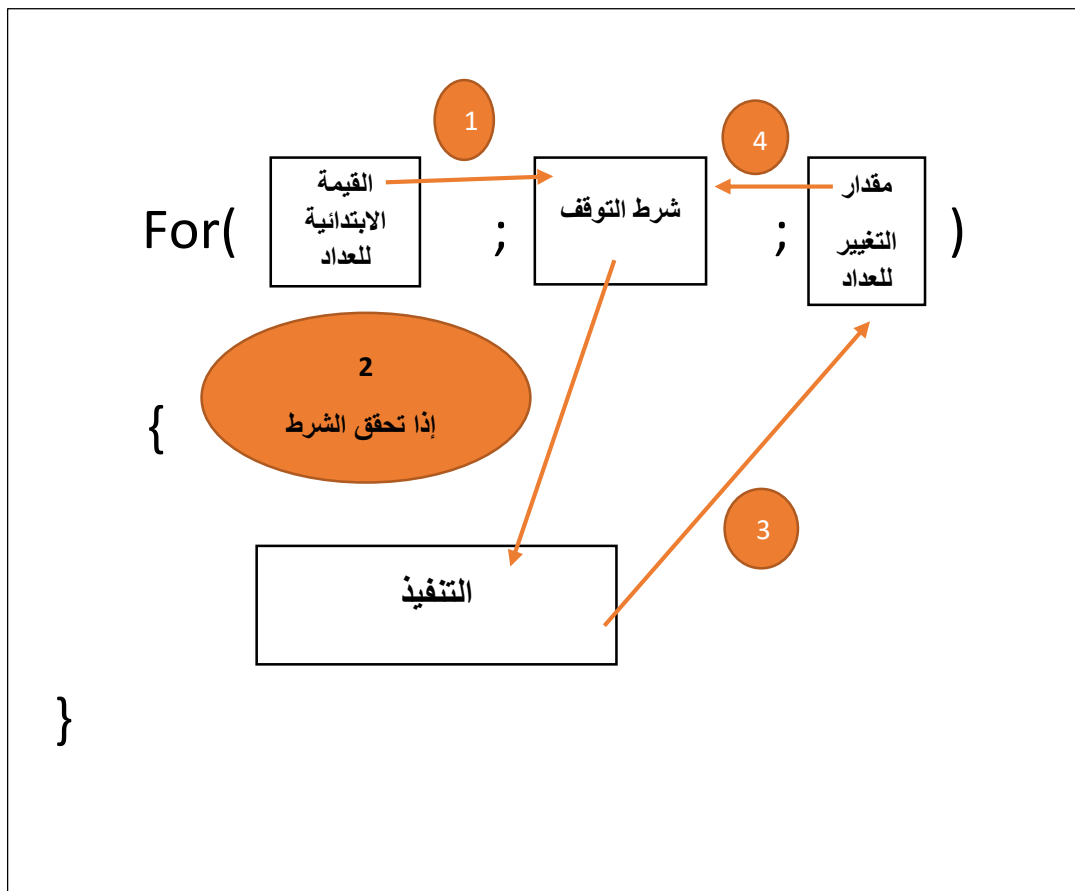 1
4
For(
القيمة
الابتدائية
للعداد
;
شرط التوقف
;
مقدار
التغيير
للعداد
)
2
إذا تحقق الشرط
{
3
التنفيذ
}